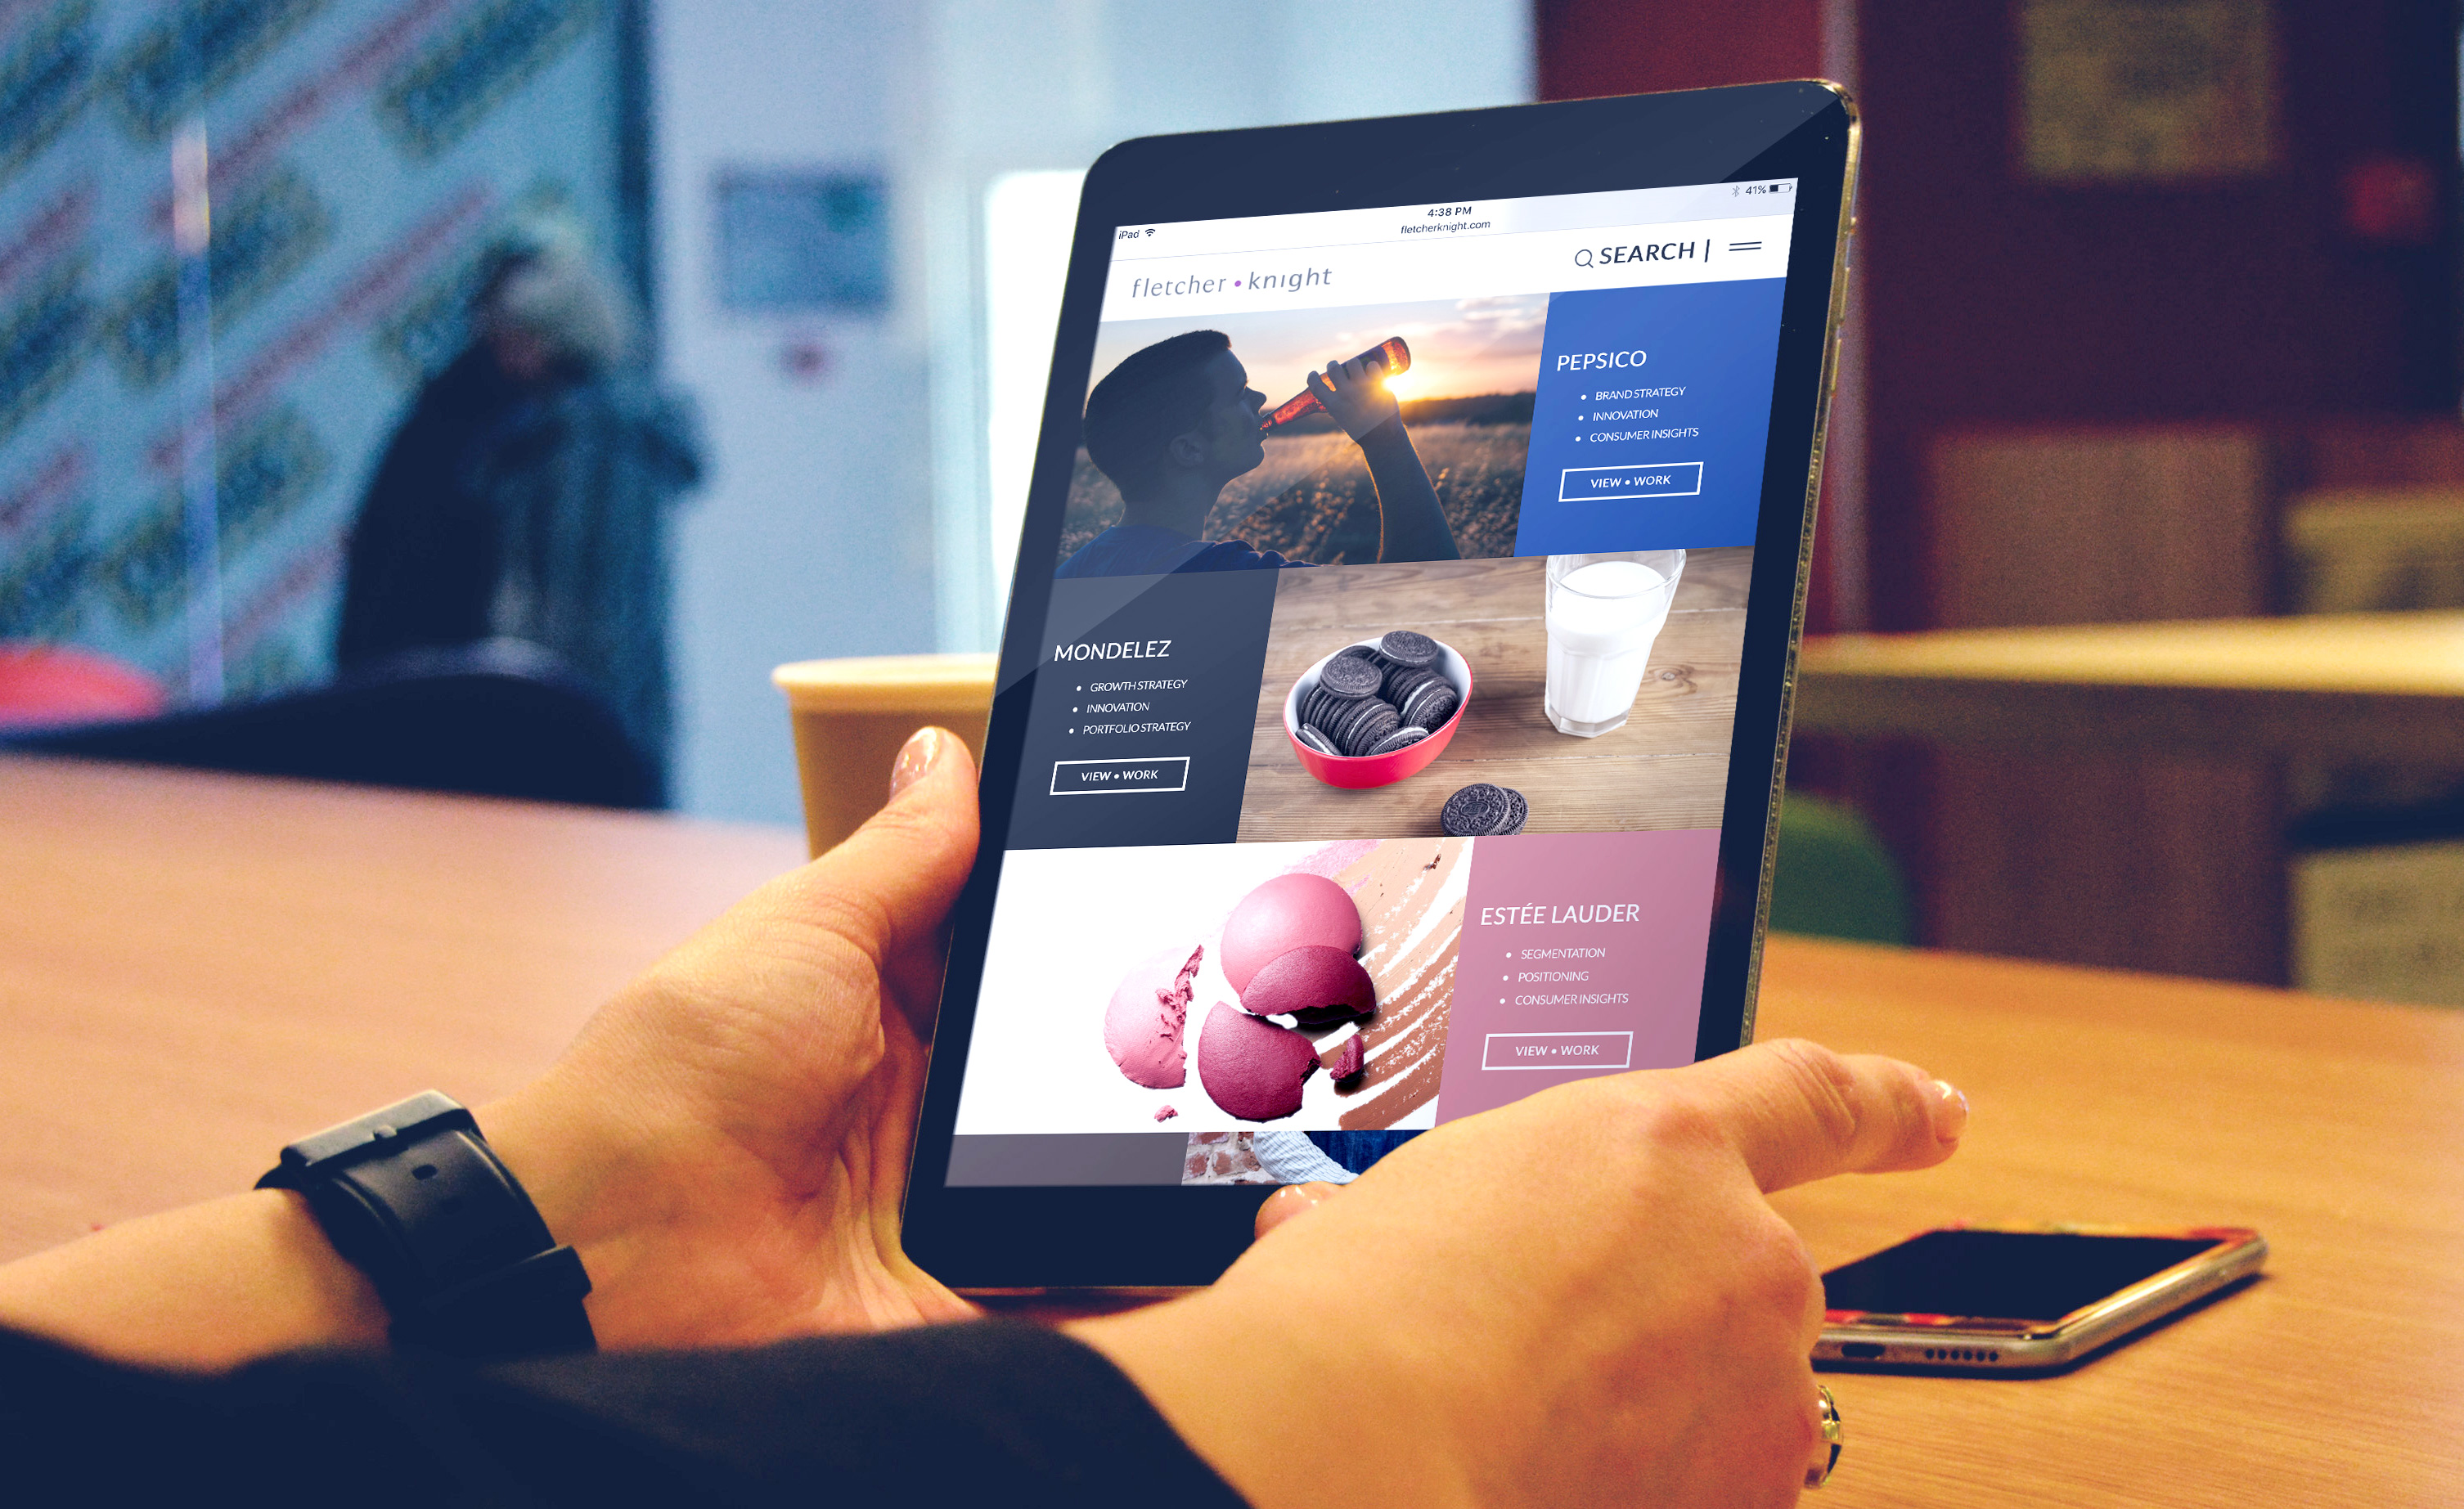 iPad
4:38 PM
41%
fletcherknight.com
fletcher • knight
SEARCH |
PEPSICO
• BRAND STRATEGY
• INNOVATION
• CONSUMER INSIGHTS
VIEW • WORK
MONDELEZ
• GROWTH STRATEGY
• INNOVATION
• PORTFOLIO STRATEGY
VIEW • WORK
ESTÉE LAUDER
• SEGMENTATION
• POSITIONING
• CONSUMER INSIGHTS
VIEW • WORK